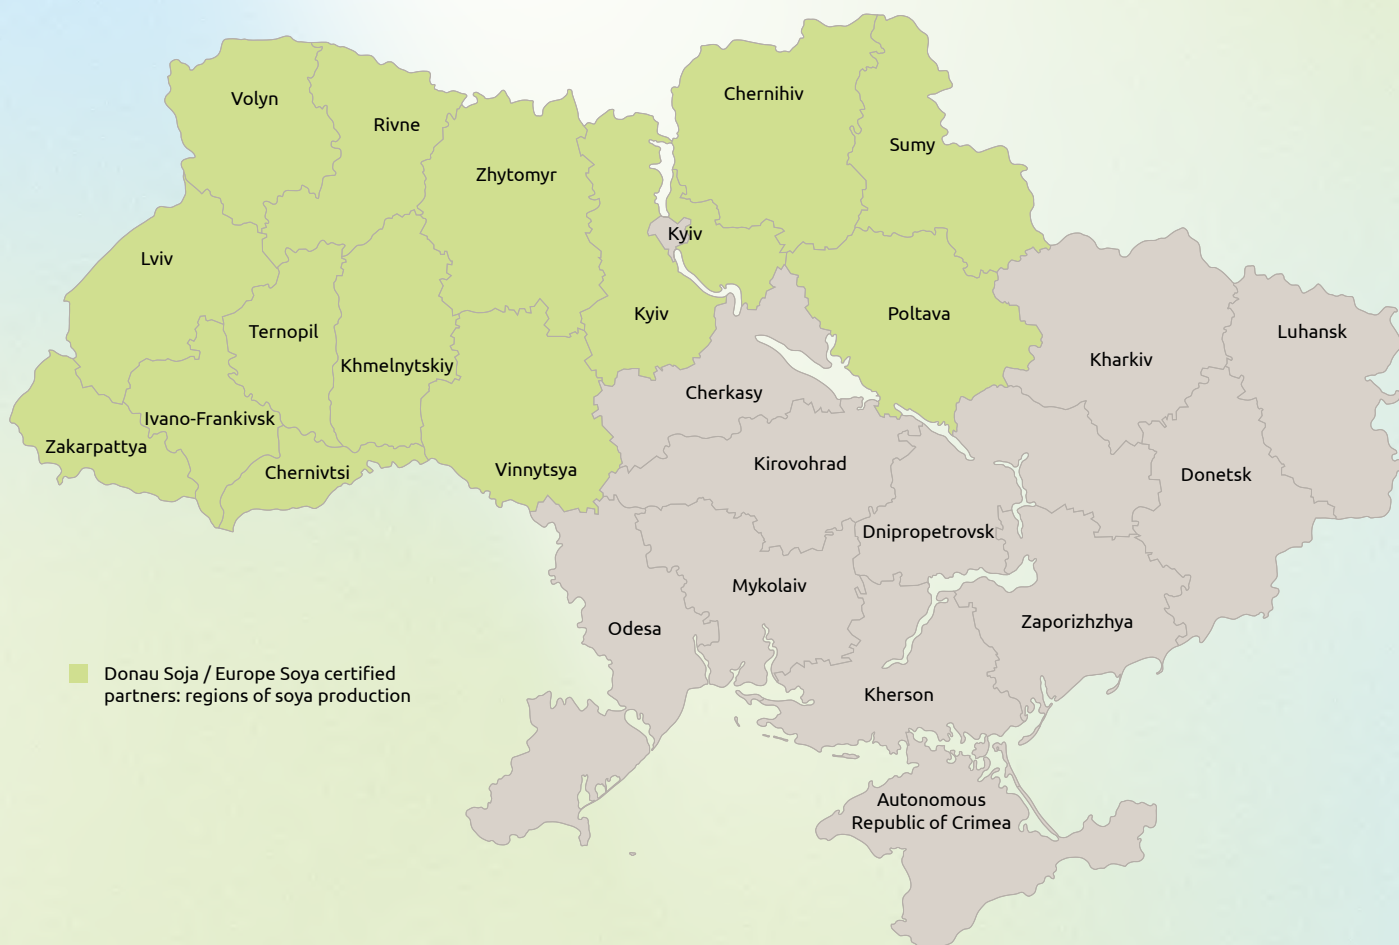 Chernihiv
Volyn
Rivne
Sumy
Zhytomyr
Kyiv
Lviv
Kyiv
Poltava
Ternopil
Luhansk
Kharkiv
Khmelnytskiy
Cherkasy
Ivano-Frankivsk
Zakarpattya
Kirovohrad
Vinnytsya
Chernivtsi
Donetsk
Dnipropetrovsk
Mykolaiv
Zaporizhzhya
Odesa
Donau Soja / Europe Soya certified
partners: regions of soya production
Kherson
Autonomous
Republic of Crimea